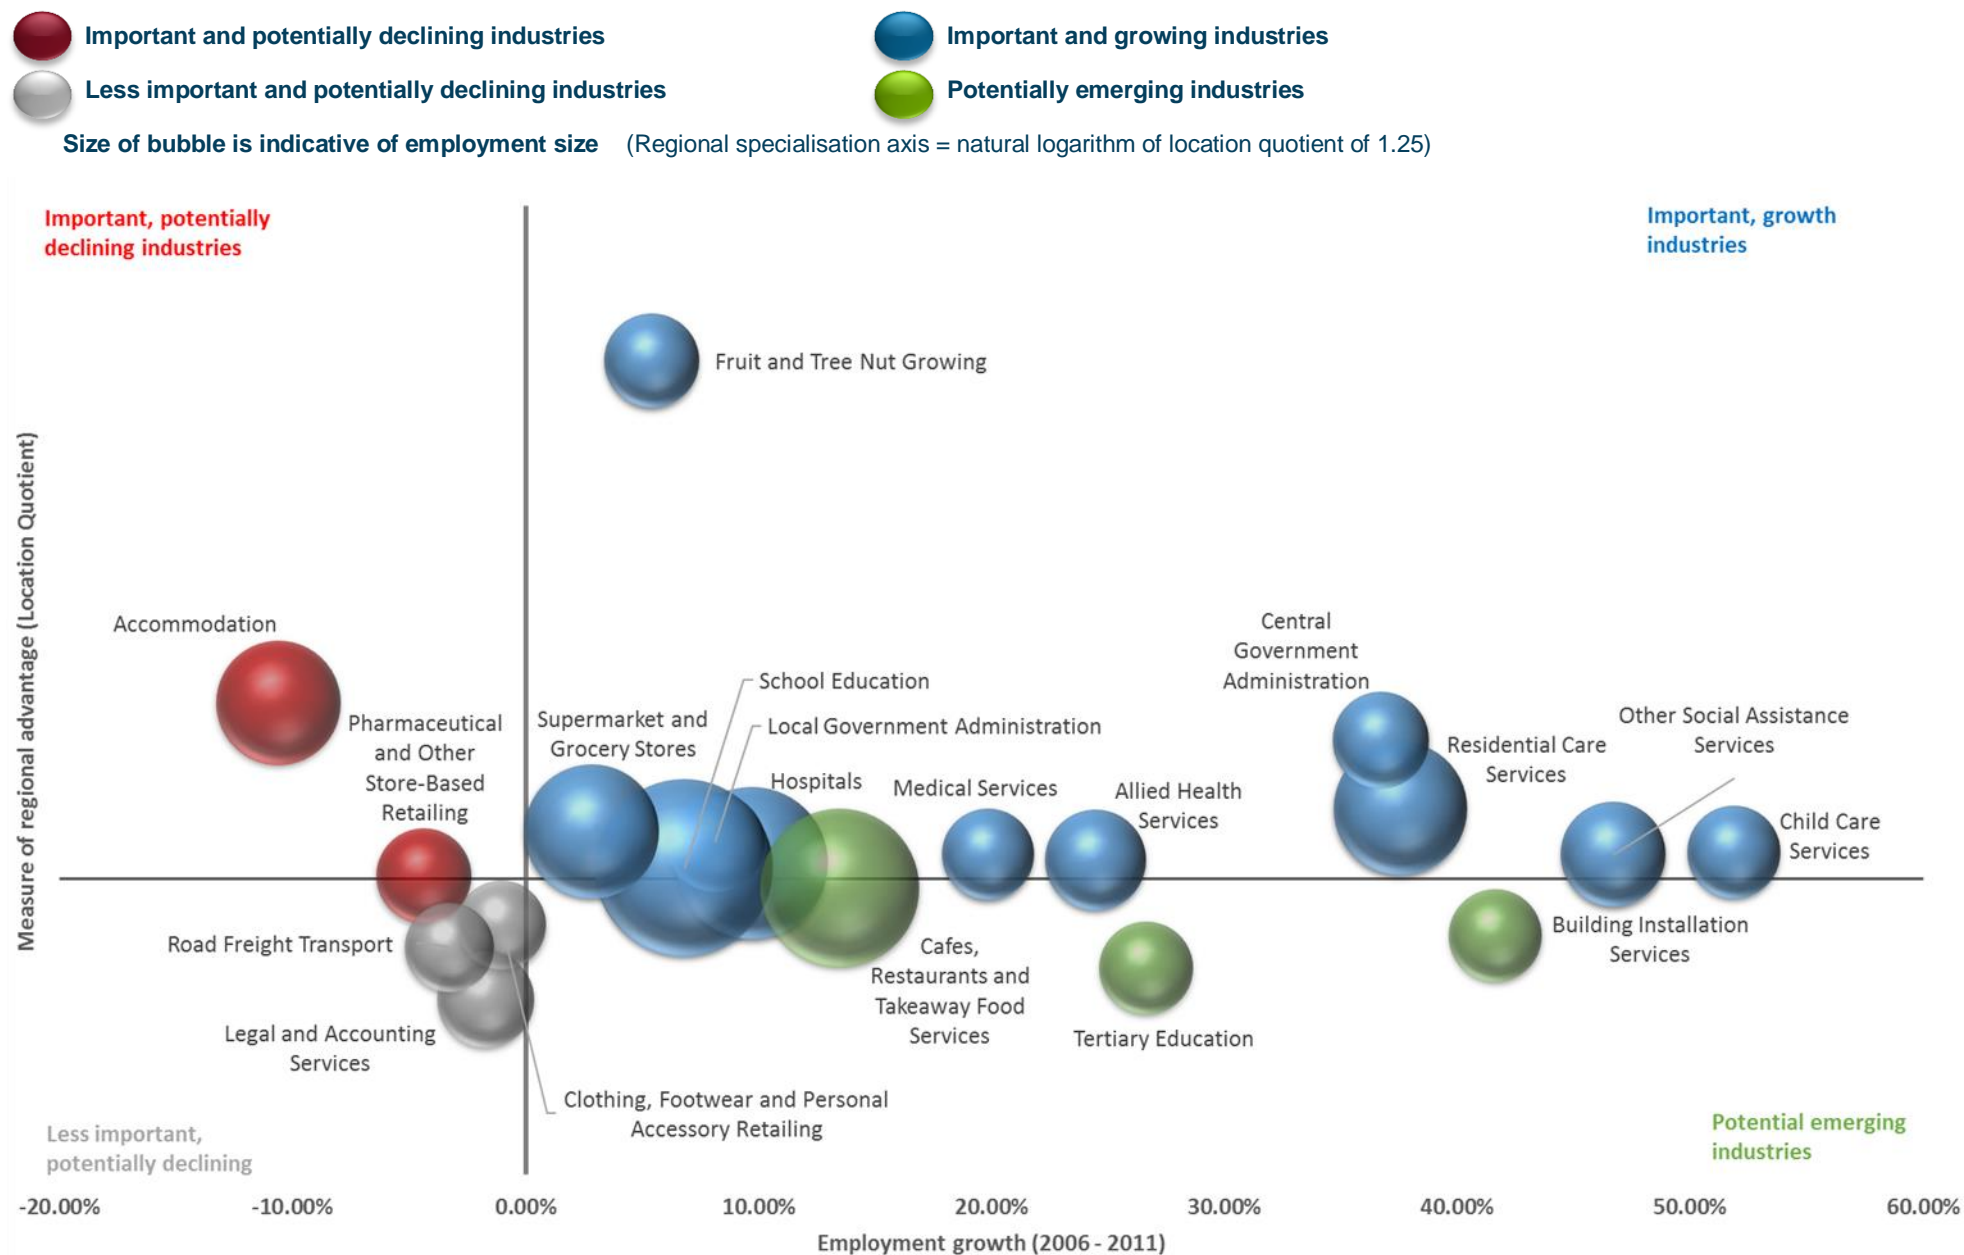 Important and potentially declining industries
Important and growing industries
Less important and potentially declining industries
Potentially emerging industries
Size of bubble is indicative of employment size (Regional specialisation axis = natural logarithm of location quotient of 1.25)
Important, potentially
declining industries
Important, growth
industries
Fruit and Tree Nut Growing
Measure of regional advantage (Location Quotient)
Accommodation
Pharmaceutical
and Other
Store-Based
Retailing
Supermarket and
Grocery Stores
School Education
Local Government Administration
Hospitals
Medical Services
Allied Health
Services
Central
Government
Administration
Residential Care
Services
Other Social Assistance
Services
Child Care
Services
Road Freight Transport
Legal and Accounting
Services
Clothing, Footwear and Personal
Accessory Retailing
Cafes,
Restaurants and
Takeaway Food
Services
Tertiary Education
Building Installation
Services
Less important,
potentially declining
Potential emerging
industries
-20.00% -10.00% 0.00% 10.00% 20.00% 30.00% 40.00% 50.00% 60.00%
Employment growth (2006 - 2011)